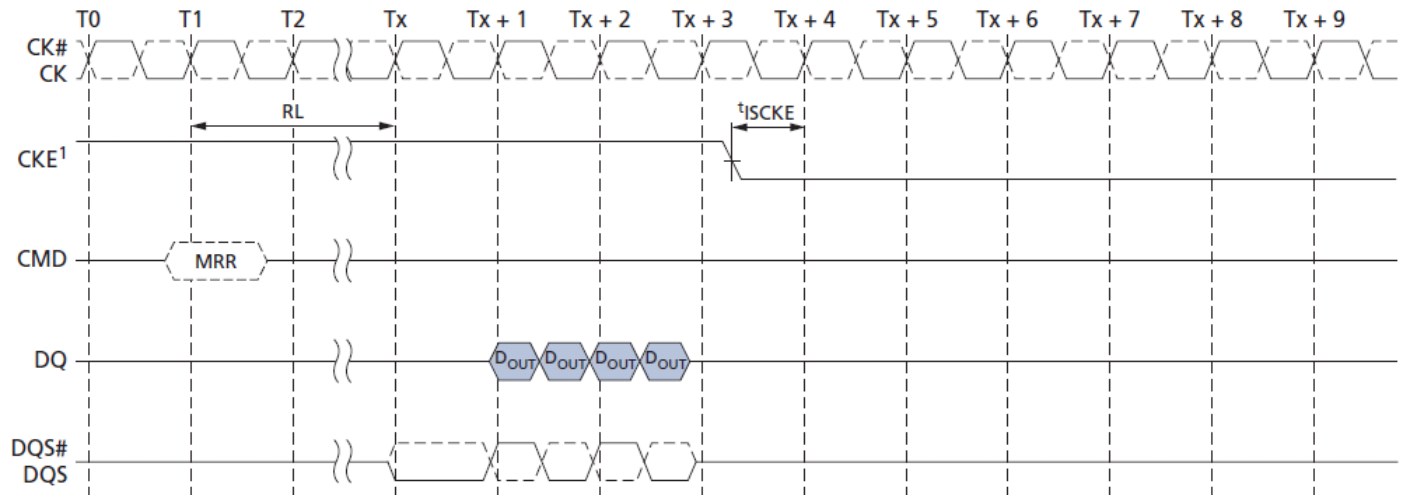 T0 T1 T2 Tx Tx + 1 Tx + 2 Tx + 3 Tx + 4 Tx + 5 Tx + 6 Tx + 7 Tx + 8 Tx + 9
CK#
CK
RL tISCKE
CKE1
CMD MRR
DQ DOUT DOUT DOUT DOUT
DQS#
DQS